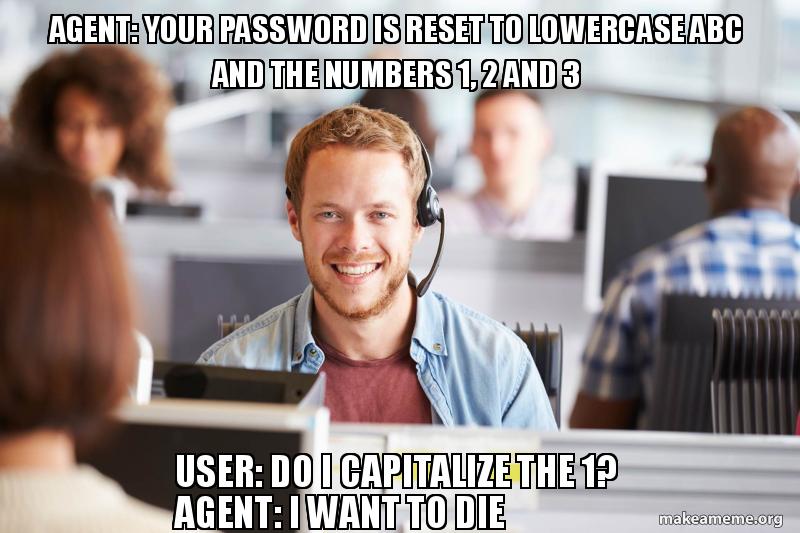 AGENT: YOUR PASSWORD IS RESET TO LOWERCASE ABC
AND THE NUMBERS 1, 2 AND 3
USER: DO I CAPITALIZE THE 1?
AGENT: I WANT TO DIE
makeameme.org